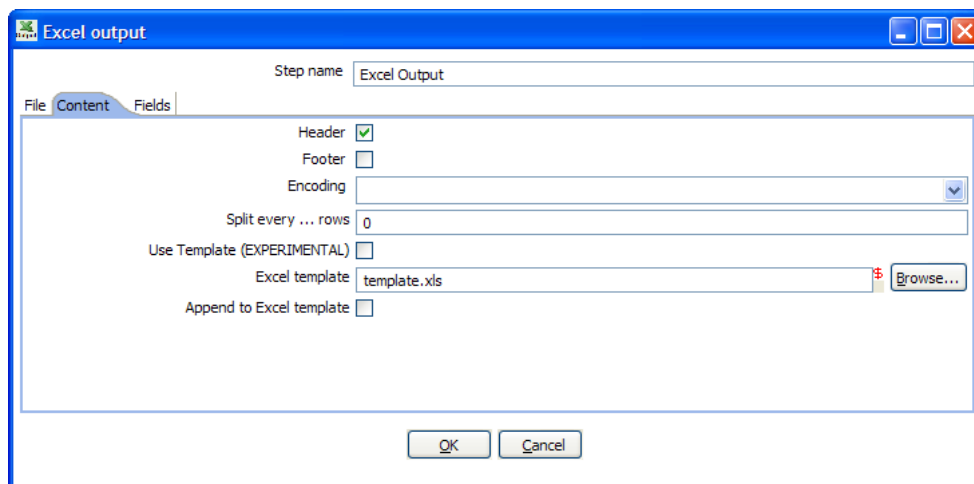 Excel output
Step name Excel Output
File Content Fields
Header
Footer
Encoding
Split every ... rows 0
Use Template (EXPERIMENTAL)
Excel template template.xls $ Browse...
Append to Excel template
OK Cancel